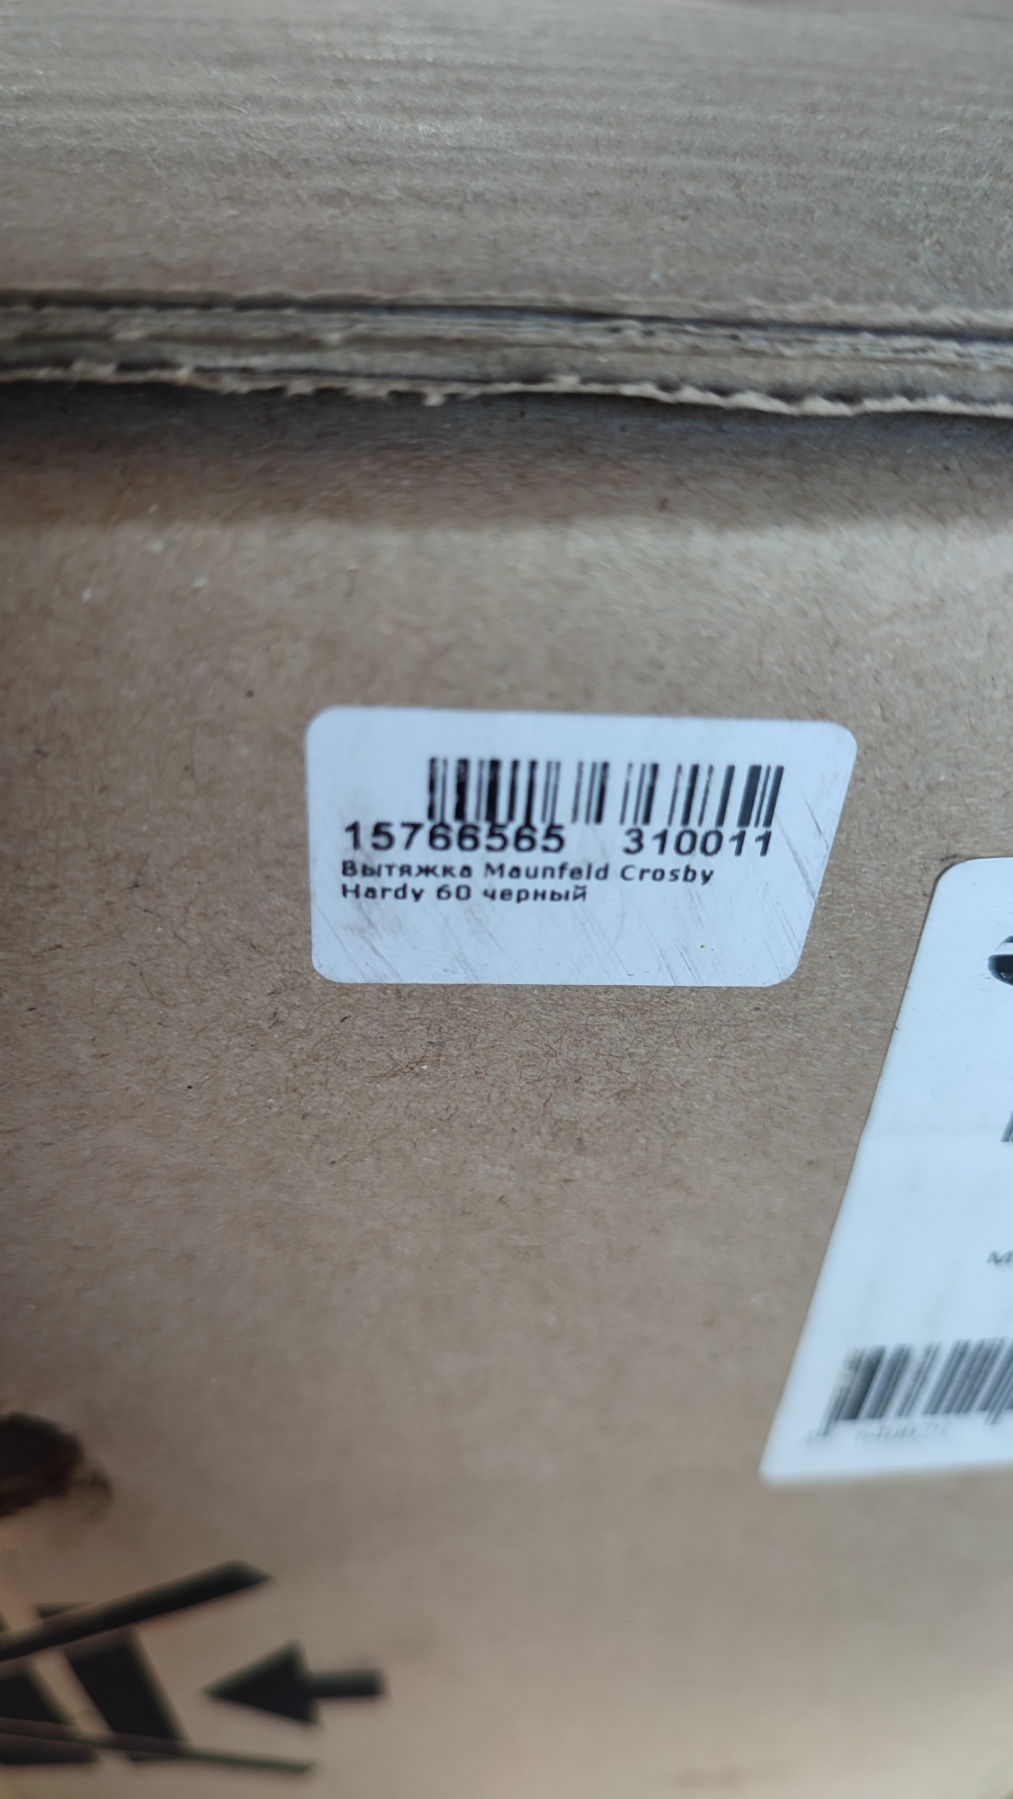 15766565 310011
Вытяжка Maunfeld Crosby
Hardy 60 черный